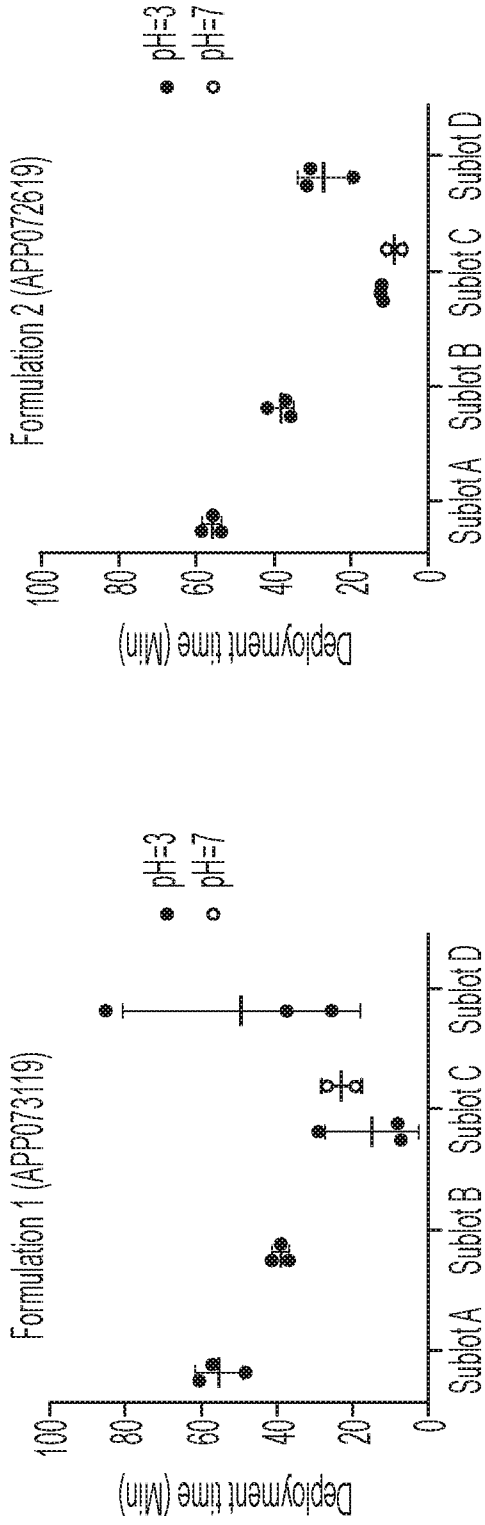 Formulation 1 (APP073119)
pH=3
pH=7
Deployment time (Min)
100
80
60
40
20
0
Sublot A
Sublot B
Sublot C
Sublot D
Formulation 2 (APP072619)
pH=3
pH=7
Deployment time (Min)
100
80
60
40
20
0
Sublot A
Sublot B
Sublot C
Sublot D